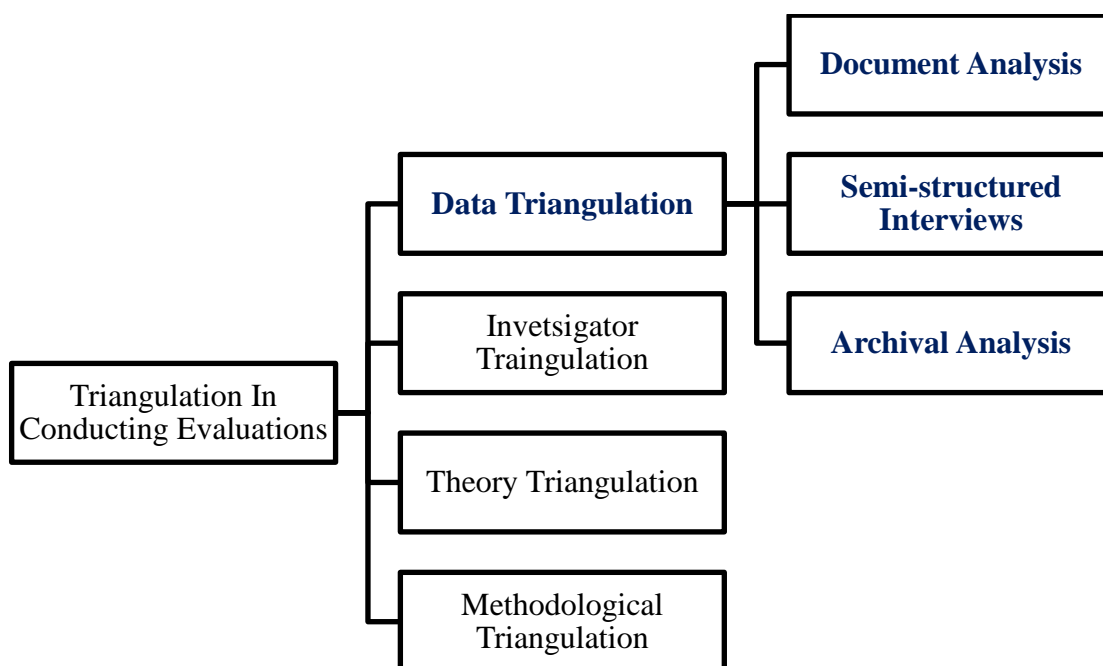 Document Analysis
Data Triangulation
Semi-structured
Interviews
Invetsigator
Traingulation
Archival Analysis
Triangulation In
Conducting Evaluations
Theory Triangulation
Methodological
Triangulation